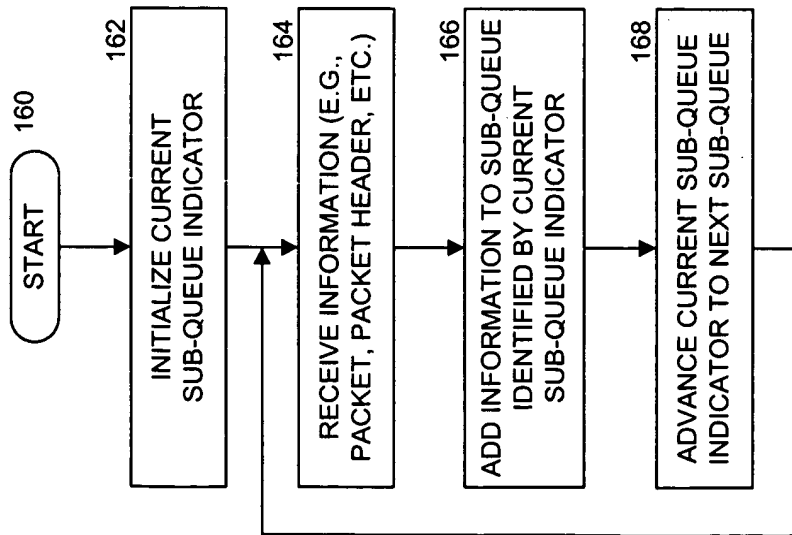 START
160
162
INITIALIZE CURRENT
SUB-QUEUE INDICATOR
164
RECEIVE INFORMATION (E.G.,
PACKET, PACKET HEADER, ETC.)
166
ADD INFORMATION TO SUB-QUEUE
IDENTIFIED BY CURRENT
SUB-QUEUE INDICATOR
168
ADVANCE CURRENT SUB-QUEUE
INDICATOR TO NEXT SUB-QUEUE